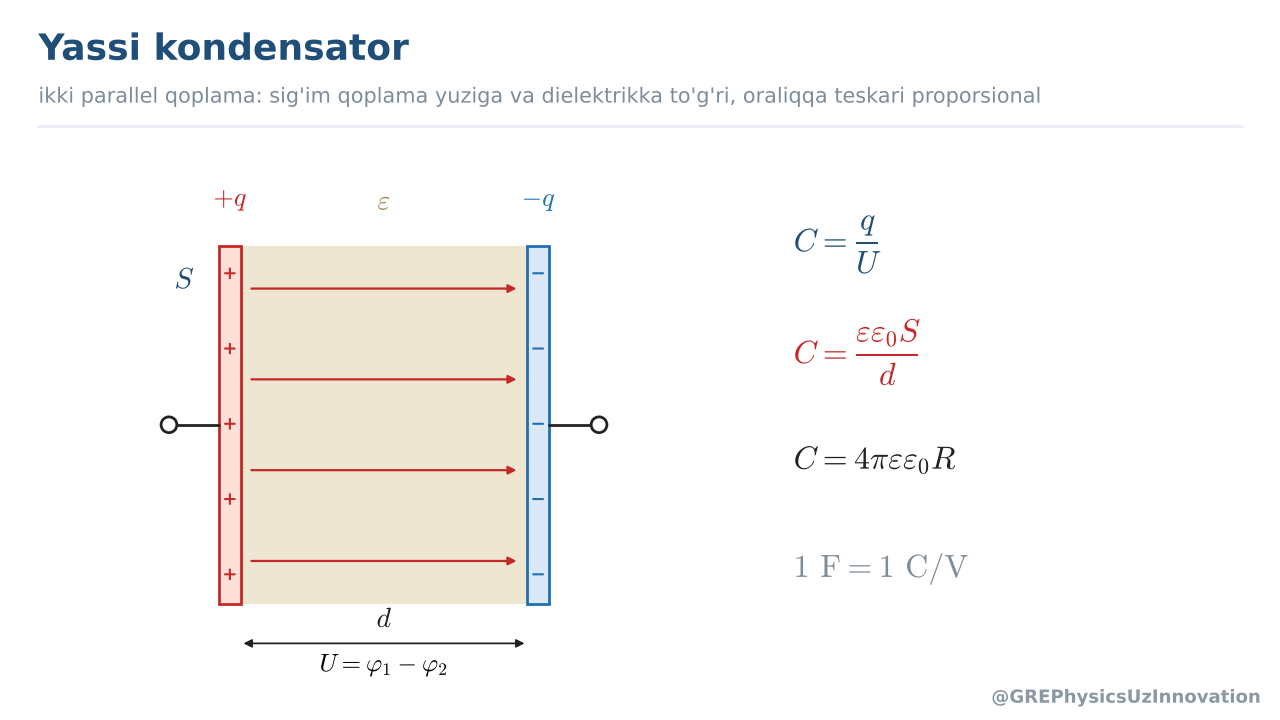 Yassi kondensator
ikki parallel qoplama: sig'im qoplama yuziga va dielektrikka to'g'ri, oraliqqa teskari proporsional
+q ε −q
S
+ −
+ −
+ −
+ −
+ −
d
U = φ₁ − φ₂
C = q/U
C = εε₀S/d
C = 4πεε₀R
1 F = 1 C/V
@GREPhysicsUzInnovation